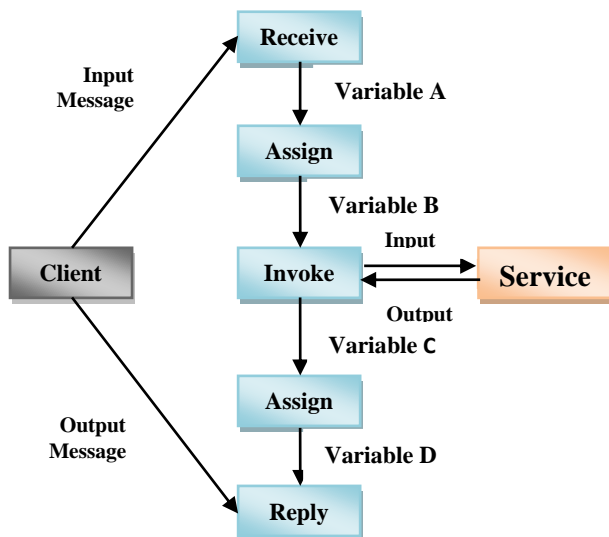 Receive
Input
Message
Variable A
Assign
Variable B
Input
Client
Invoke
Service
Output
Variable C
Assign
Output
Message
Variable D
Reply